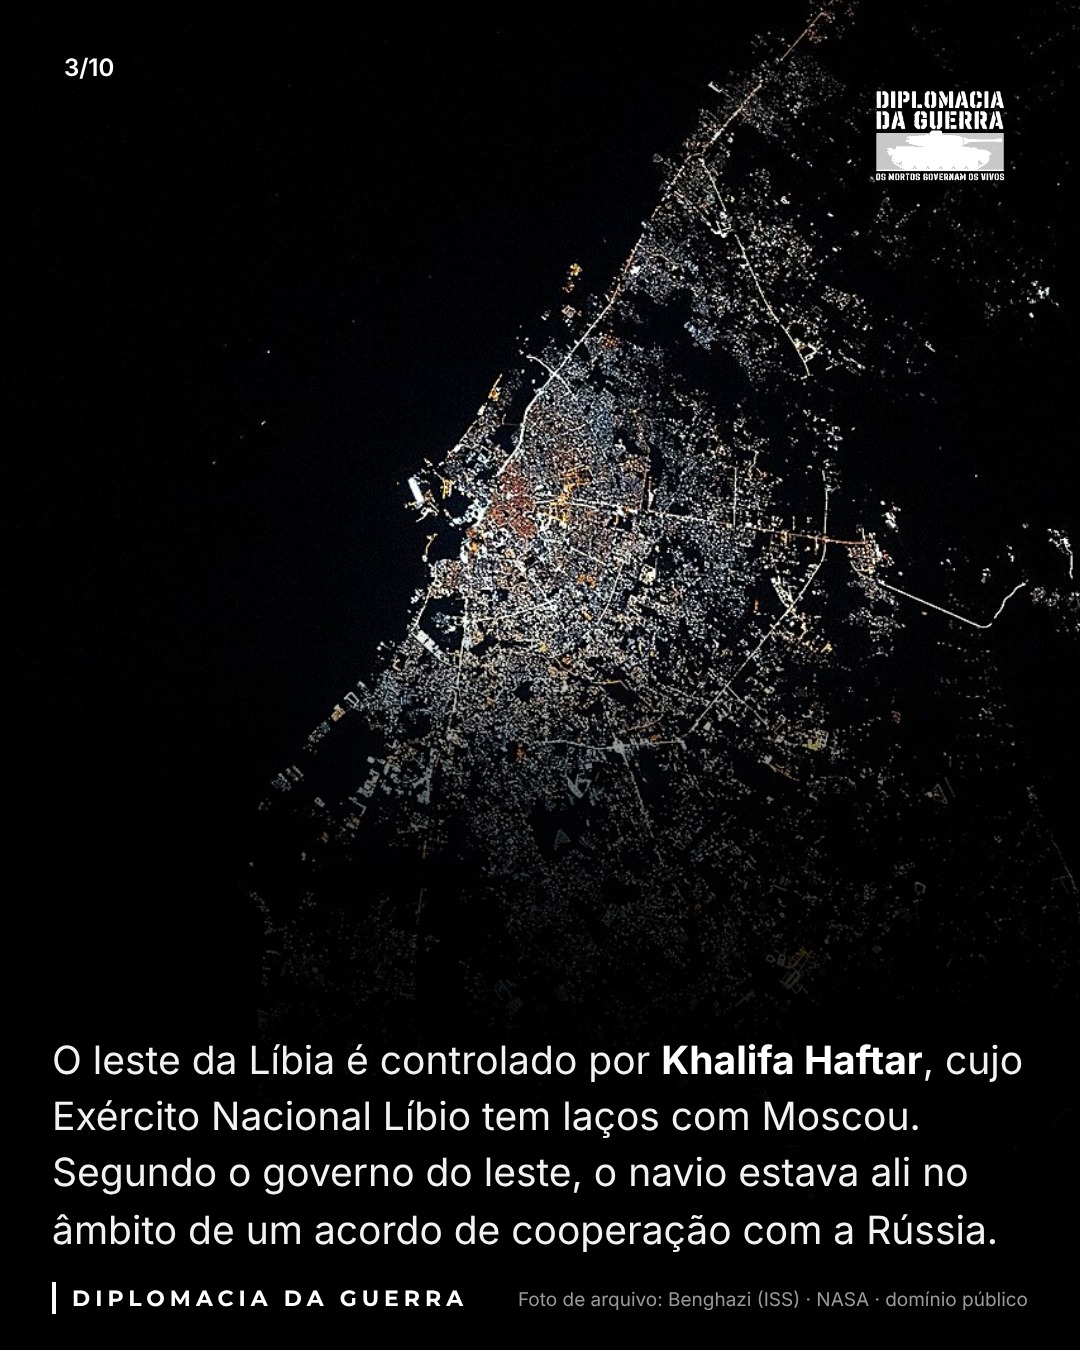 3/10
DIPLOMACIA
DA GUERRA
OS MORTOS GOVERNAM OS VIVOS
O leste da Líbia é controlado por Khalifa Haftar, cujo
Exército Nacional Líbio tem laços com Moscou.
Segundo o governo do leste, o navio estava ali no
âmbito de um acordo de cooperação com a Rússia.
DIPLOMACIA DA GUERRA
Foto de arquivo: Benghazi (ISS) · NASA · domínio público